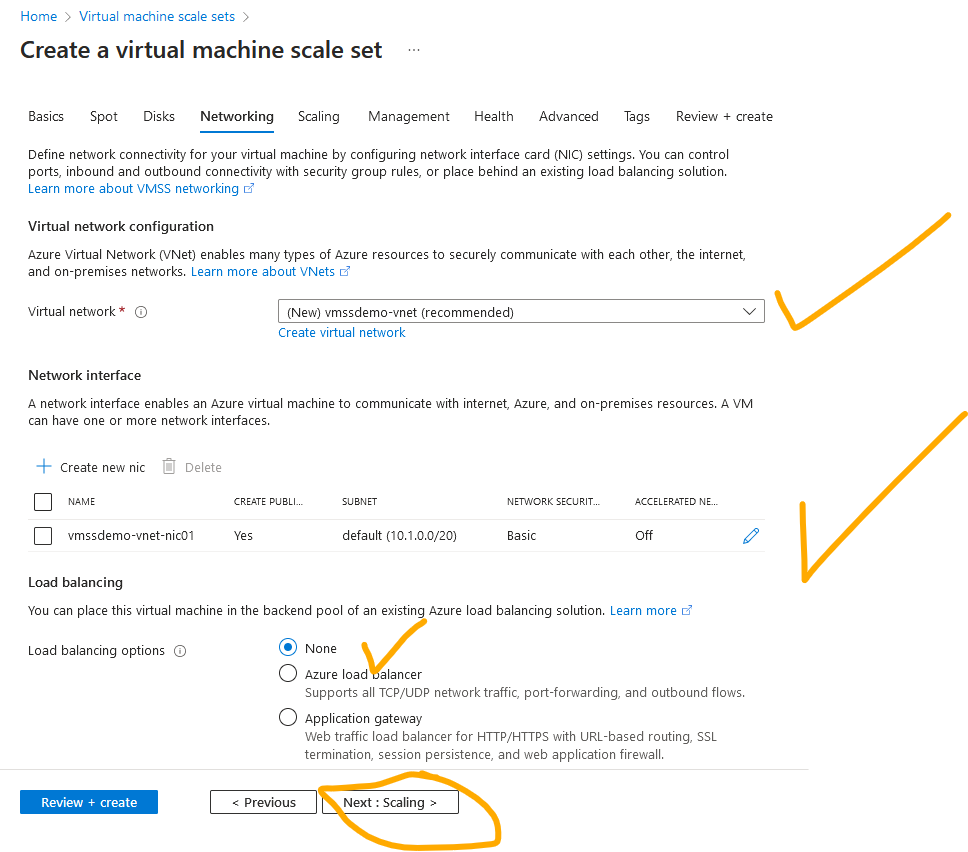 Home > Virtual machine scale sets >
Create a virtual machine scale set ...
Basics Spot Disks Networking Scaling Management Health Advanced Tags Review + create
Define network connectivity for your virtual machine by configuring network interface card (NIC) settings. You can control
ports, inbound and outbound connectivity with security group rules, or place behind an existing load balancing solution.
Learn more about VMSS networking
Virtual network configuration
Azure Virtual Network (VNet) enables many types of Azure resources to securely communicate with each other, the internet,
and on-premises networks. Learn more about VNets
Virtual network *
(New) vmssdemo-vnet (recommended)
Create virtual network
Network interface
A network interface enables an Azure virtual machine to communicate with internet, Azure, and on-premises resources. A VM
can have one or more network interfaces.
Create new nic Delete
NAME CREATE PUBLI... SUBNET NETWORK SECURIT... ACCELERATED NE...
vmssdemo-vnet-nic01 Yes default (10.1.0.0/20) Basic Off
Load balancing
You can place this virtual machine in the backend pool of an existing Azure load balancing solution. Learn more
Load balancing options
None
Azure load balancer
Supports all TCP/UDP network traffic, port-forwarding, and outbound flows.
Application gateway
Web traffic load balancer for HTTP/HTTPS with URL-based routing, SSL
termination, session persistence, and web application firewall.
Review + create < Previous Next : Scaling >